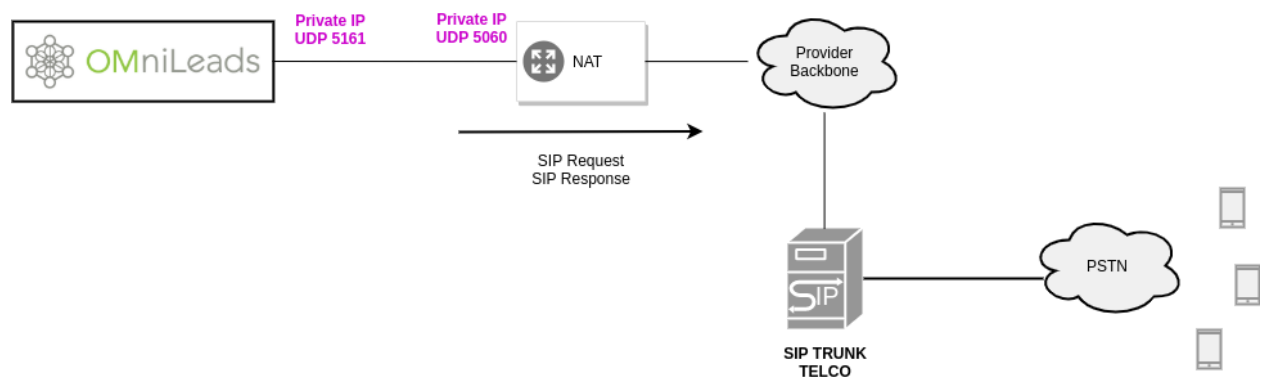 Private IP
UDP 5161
Private IP
UDP 5060
OMniLeads
NAT
Provider
Backbone
SIP Request
SIP Response
SIP
PSTN
SIP TRUNK
TELCO